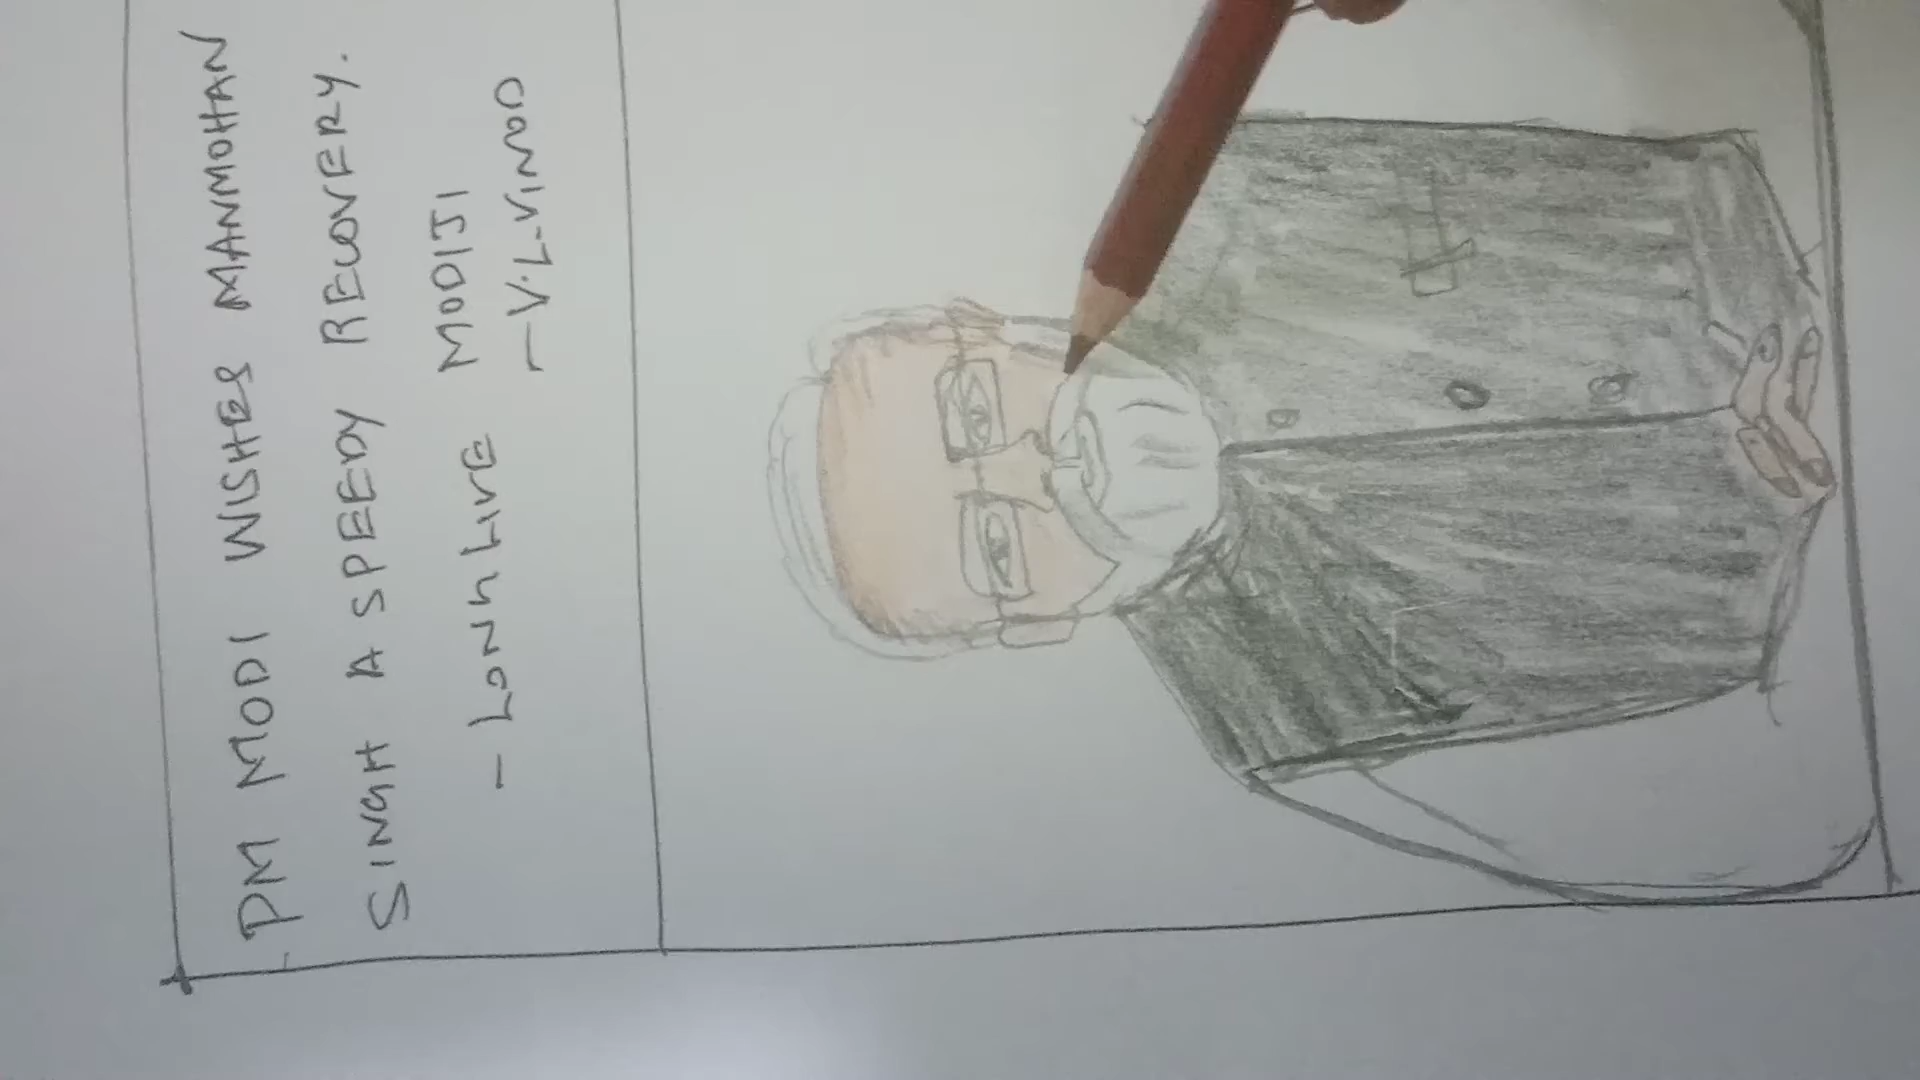 PM MODI WISHES MANMOHAN
SINGH A SPEEDY RECOVERY.
- LONG LIVE MODIJI
- V.L.VINOD